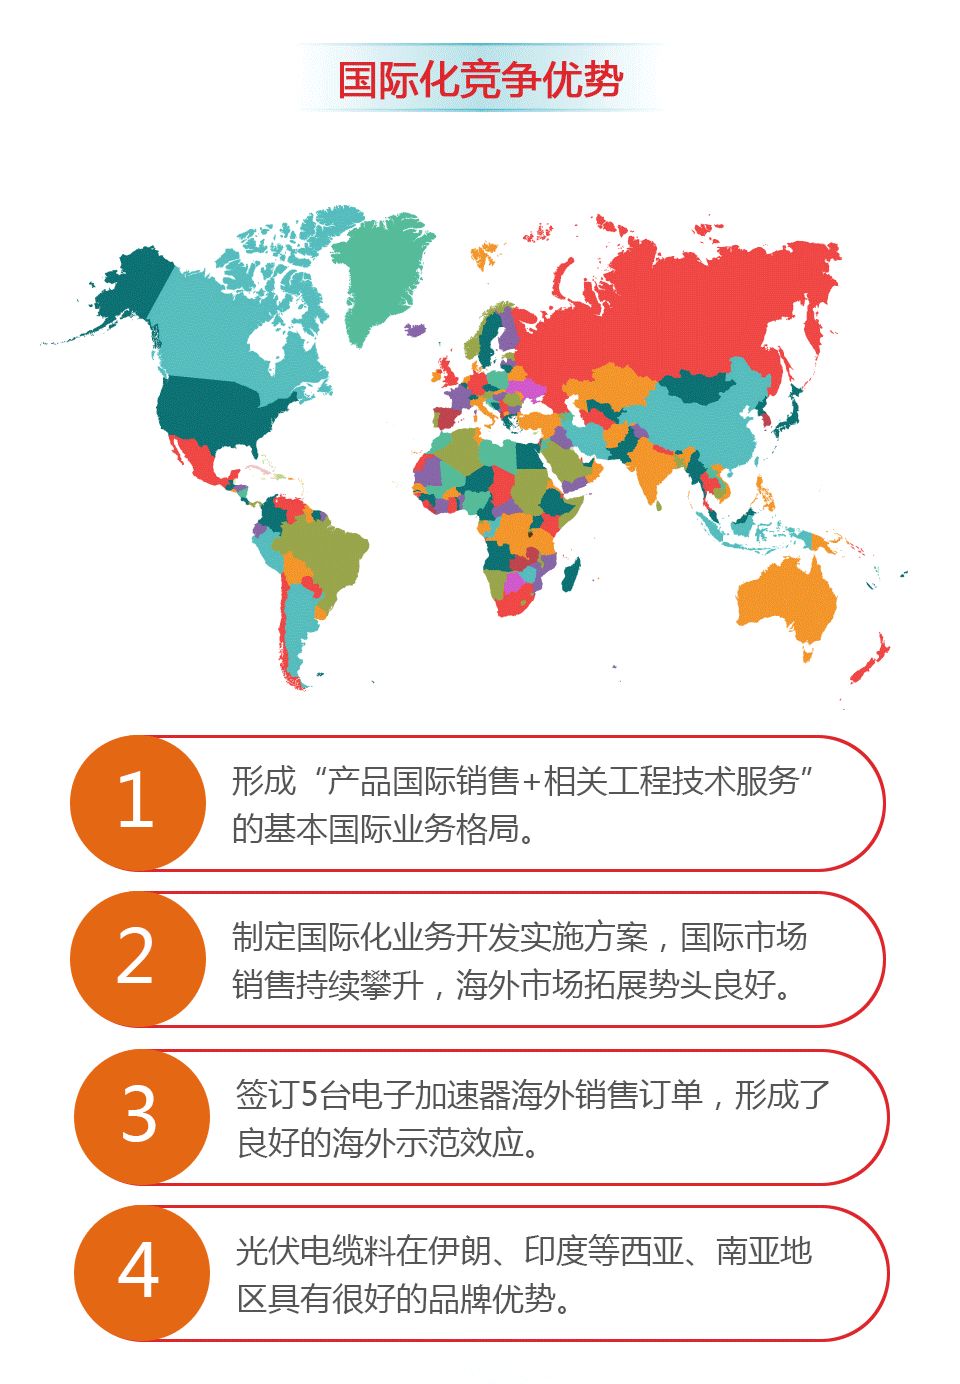 国际化竞争优势
1
形成“产品国际销售+相关工程技术服务”
的基本国际业务格局。
2
制定国际化业务开发实施方案，国际市场
销售持续攀升，海外市场拓展势头良好。
3
签订5台电子加速器海外销售订单，形成了
良好的海外示范效应。
4
光伏电缆料在伊朗、印度等西亚、南亚地
区具有很好的品牌优势。